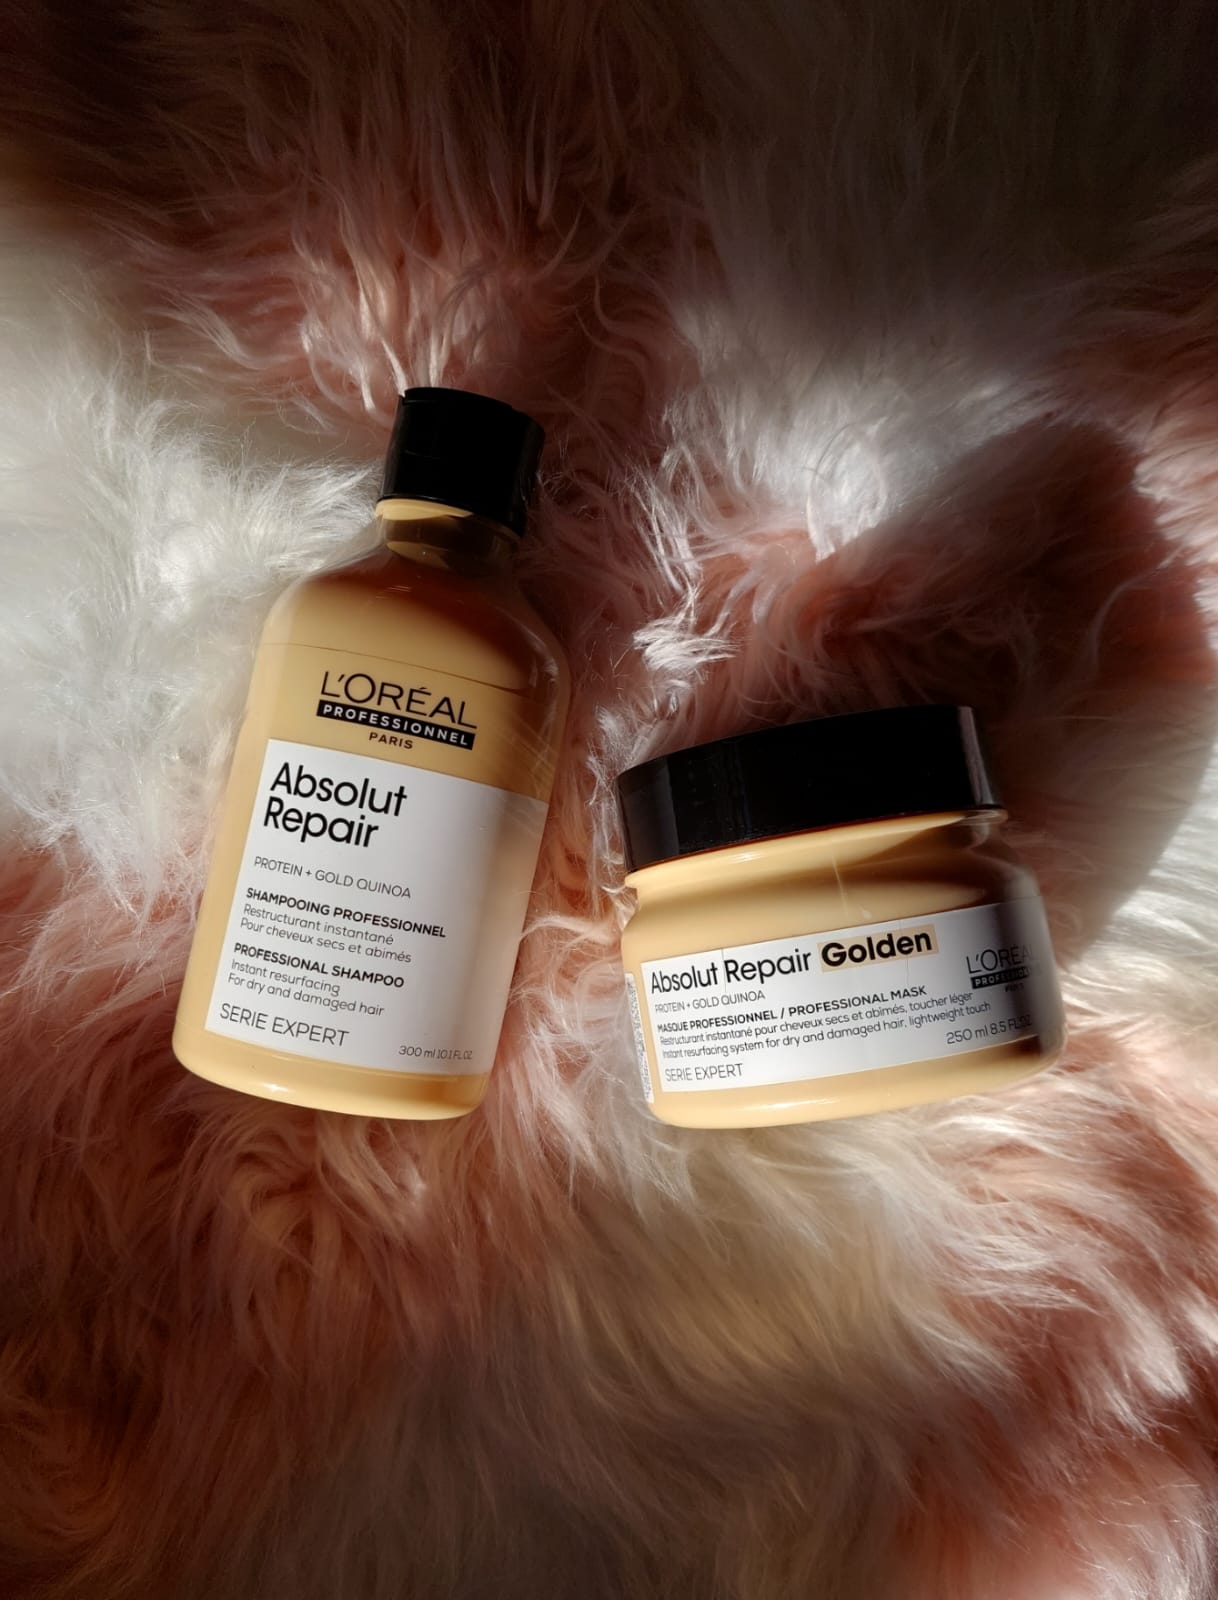 L'ORÉAL
PROFESSIONNEL
PARIS
Absolut
Repair
PROTEIN + GOLD QUINOA
SHAMPOOING PROFESSIONNEL
Restructurant instantané
Pour cheveux secs et abîmés
PROFESSIONAL SHAMPOO
Instant resurfacing
For dry and damaged hair
SERIE EXPERT
300 ml 10.1 FL.OZ.
Absolut Repair Golden
PROTEIN + GOLD QUINOA
MASQUE PROFESSIONNEL / PROFESSIONAL MASK
Restructurant instantané pour cheveux secs et abîmés, toucher léger
Instant resurfacing system for dry and damaged hair, lightweight touch
SERIE EXPERT
250 ml 8.5 FL.OZ.
L'ORÉA
PROFESSIONN
PARIS